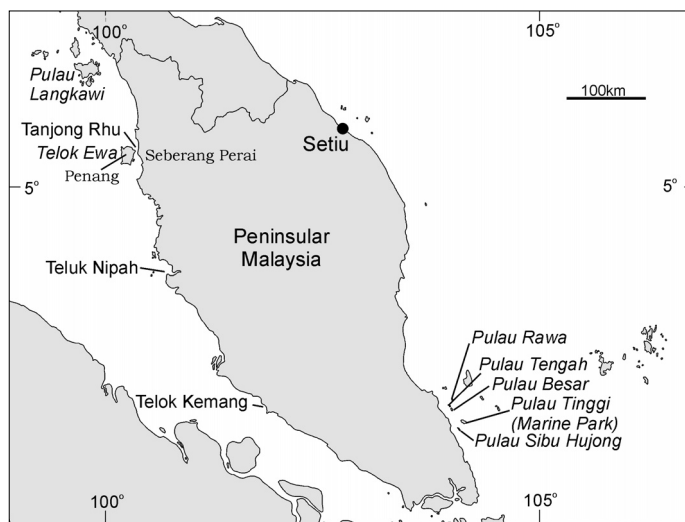 100°
105°
Pulau
Langkawi
100km
Tanjong Rhu
Setiu
Telok Ewa
Seberang Perai
Penang
5°
5°
Peninsular
Malaysia
Teluk Nipah
Pulau Rawa
Pulau Tengah
Pulau Besar
Telok Kemang
Pulau Tinggi
(Marine Park)
Pulau Sibu Hujong
100°
105°